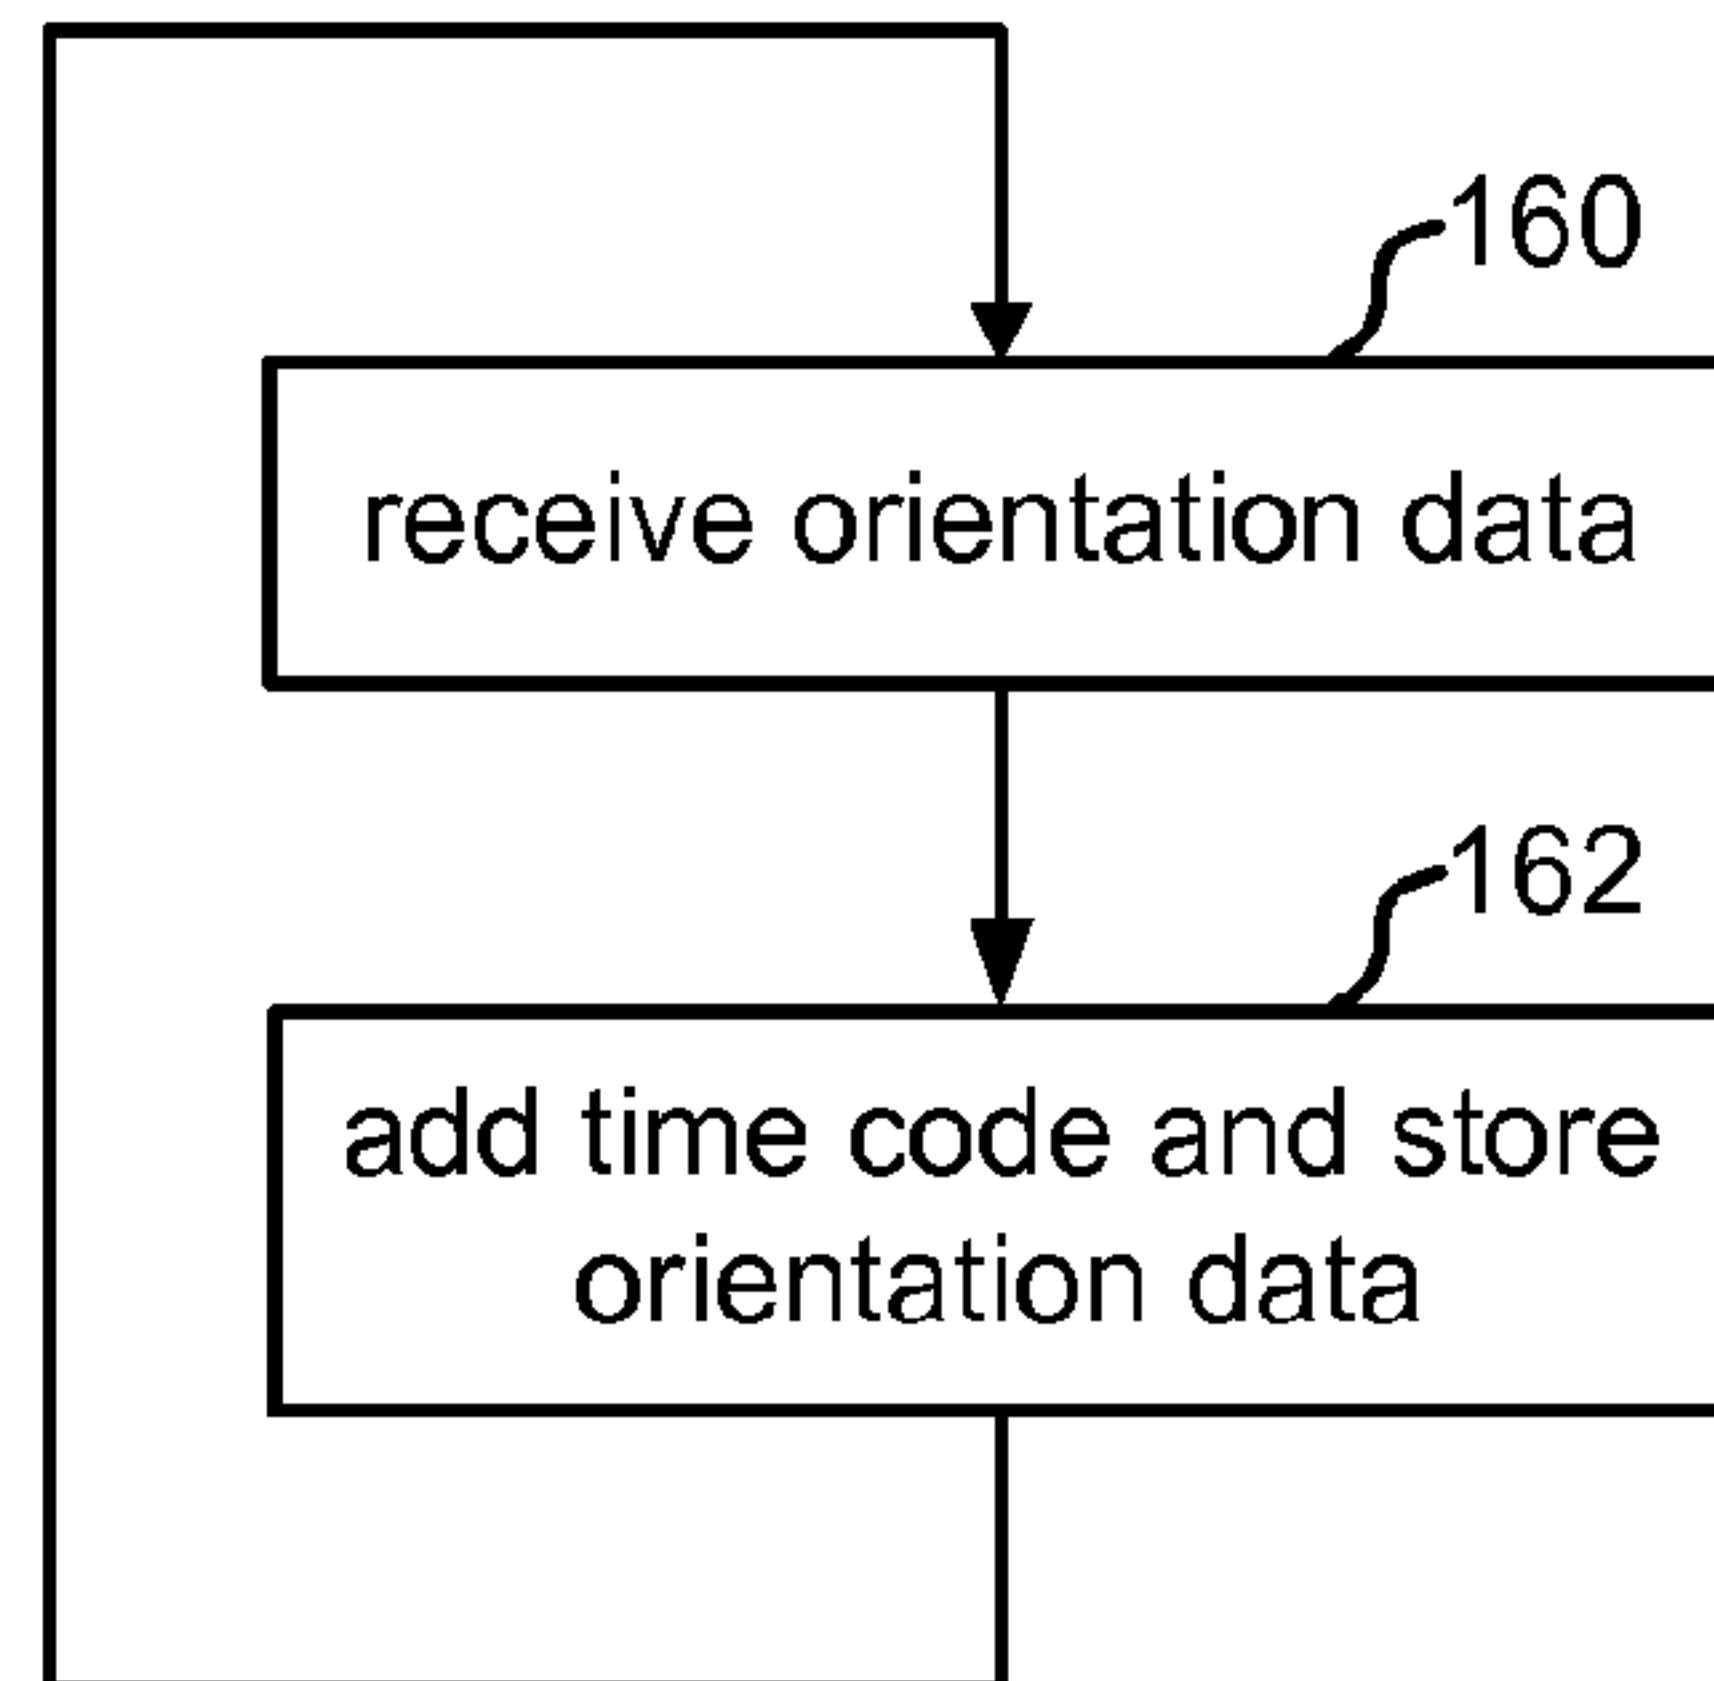 160
receive orientation data
162
add time code and store
orientation data